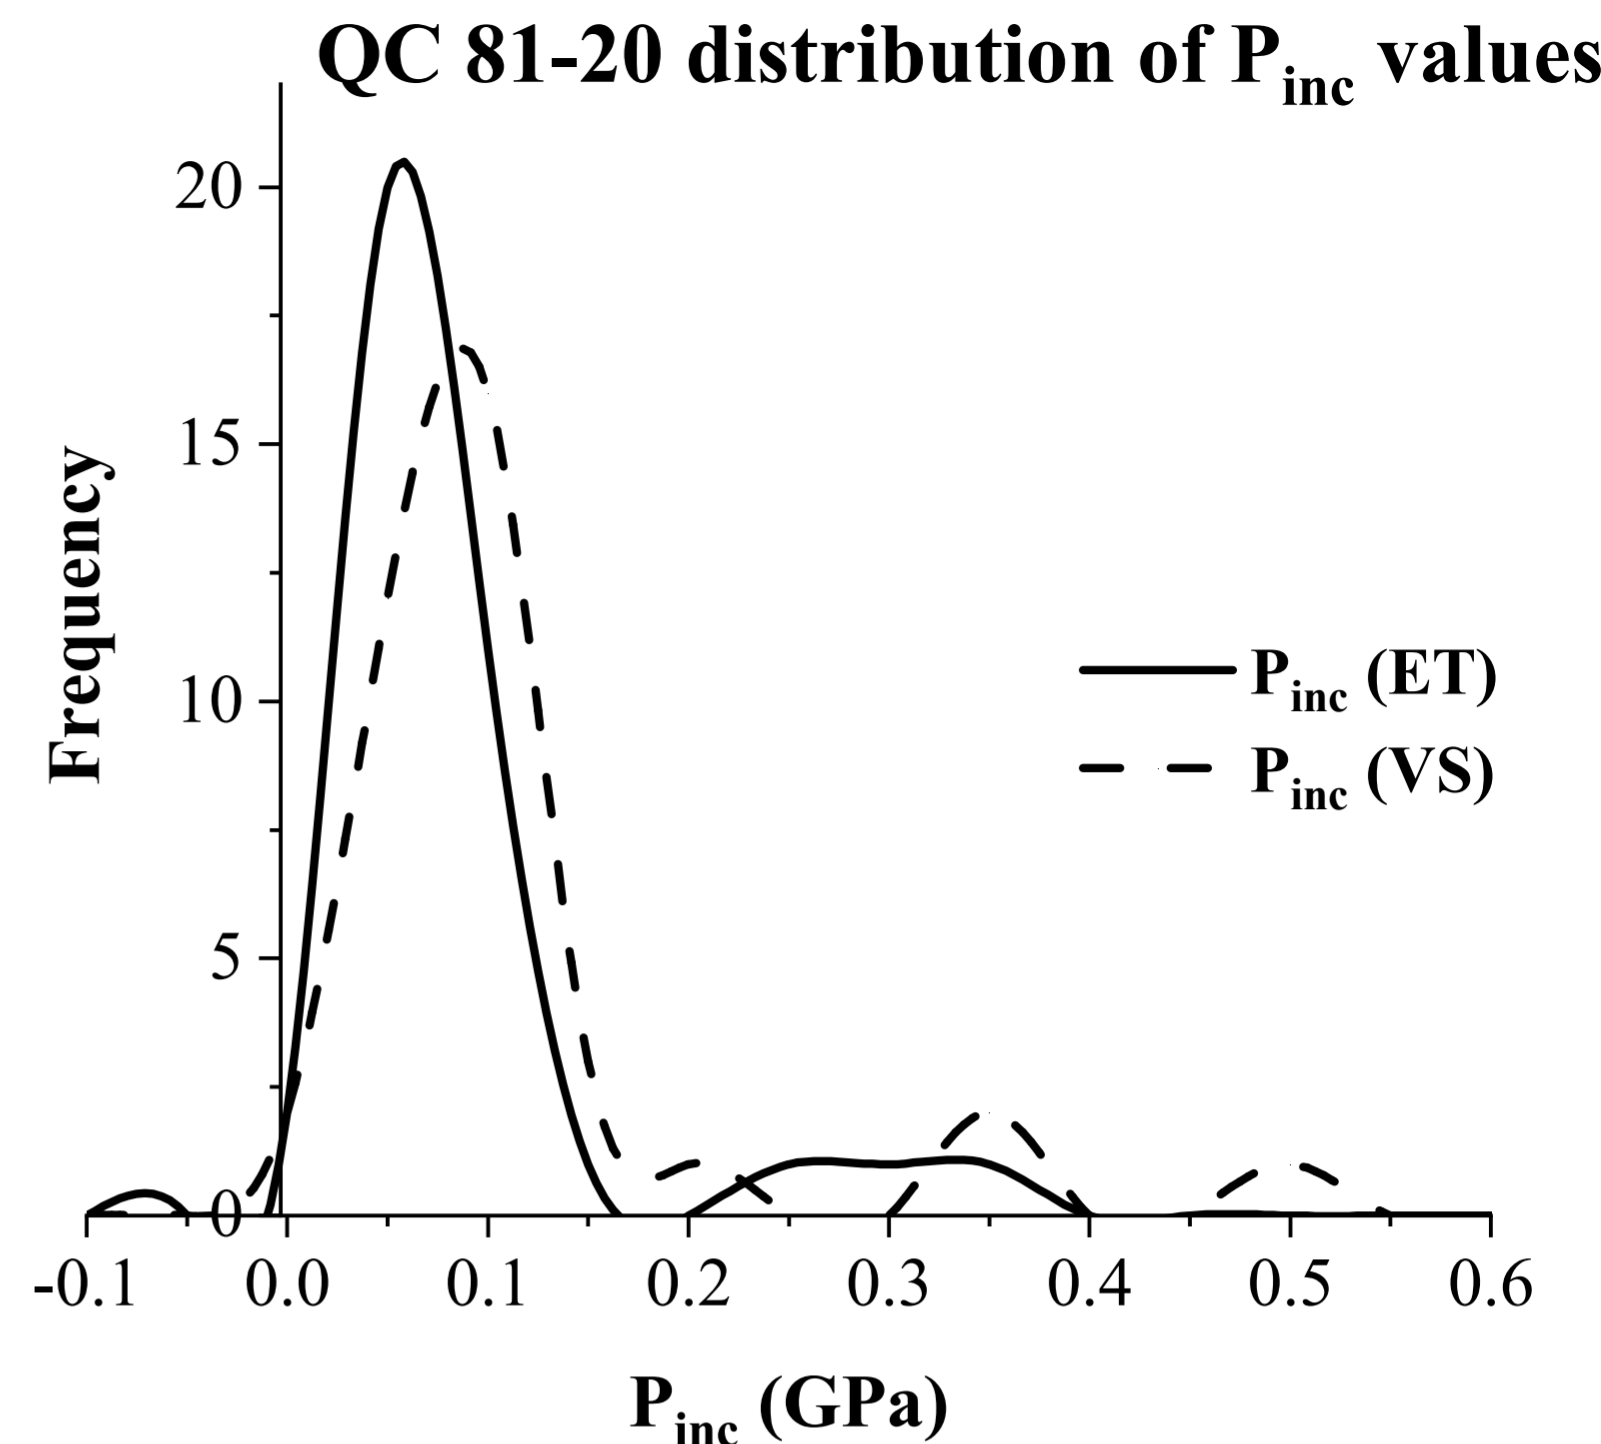 QC 81-20 distribution of Pinc values
20
15
10
5
0
Frequency
Pinc (ET)
Pinc (VS)
-0.1 0.0 0.1 0.2 0.3 0.4 0.5 0.6
Pinc (GPa)